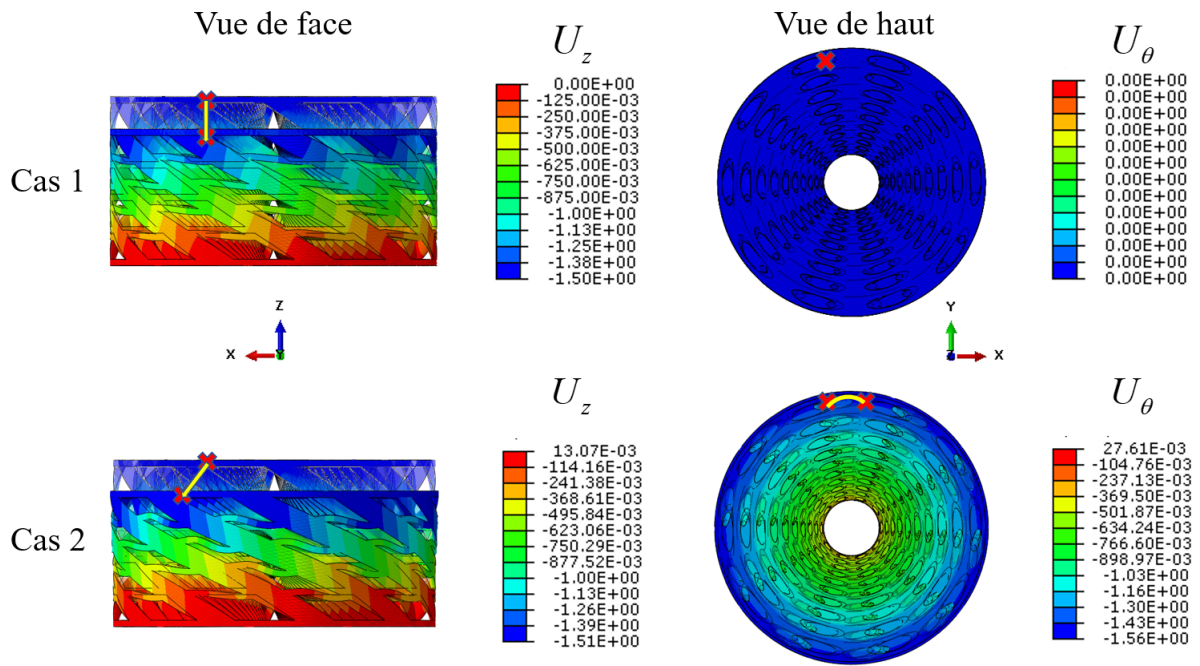 Vue de face
Vue de haut
U_z
U_θ
Cas 1
0.00E+00
-125.00E-03
-250.00E-03
-375.00E-03
-500.00E-03
-625.00E-03
-750.00E-03
-875.00E-03
-1.00E+00
-1.13E+00
-1.25E+00
-1.38E+00
-1.50E+00
0.00E+00
0.00E+00
0.00E+00
0.00E+00
0.00E+00
0.00E+00
0.00E+00
0.00E+00
0.00E+00
0.00E+00
0.00E+00
0.00E+00
0.00E+00
Z
X
Y
Y
Z
X
U_z
U_θ
Cas 2
13.07E-03
-114.16E-03
-241.38E-03
-368.61E-03
-495.84E-03
-623.06E-03
-750.29E-03
-877.52E-03
-1.00E+00
-1.13E+00
-1.26E+00
-1.39E+00
-1.51E+00
27.61E-03
-104.76E-03
-237.13E-03
-369.50E-03
-501.87E-03
-634.24E-03
-766.60E-03
-898.97E-03
-1.03E+00
-1.16E+00
-1.30E+00
-1.43E+00
-1.56E+00